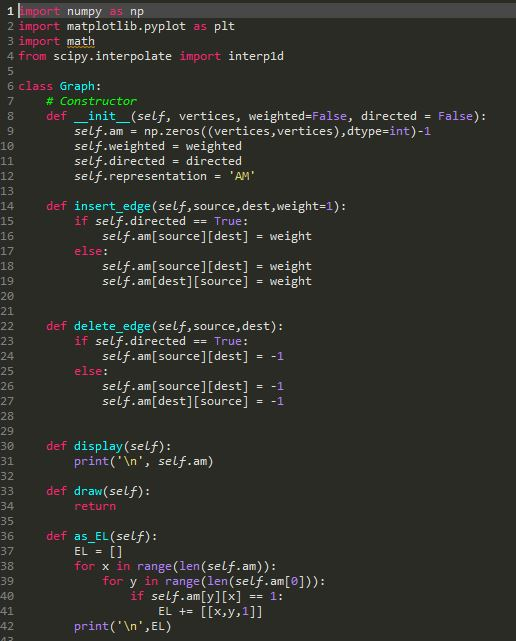 1 import numpy as np
2 import matplotlib.pyplot as plt
3 import math
4 from scipy.interpolate import interp1d
5
6 class Graph:
7     # Constructor
8     def __init__(self, vertices, weighted=False, directed = False):
9         self.am = np.zeros((vertices,vertices),dtype=int)-1
10         self.weighted = weighted
11         self.directed = directed
12         self.representation = 'AM'
13
14     def insert_edge(self,source,dest,weight=1):
15         if self.directed == True:
16             self.am[source][dest] = weight
17         else:
18             self.am[source][dest] = weight
19             self.am[dest][source] = weight
20
21
22     def delete_edge(self,source,dest):
23         if self.directed == True:
24             self.am[source][dest] = -1
25         else:
26             self.am[source][dest] = -1
27             self.am[dest][source] = -1
28
29
30     def display(self):
31         print('\n', self.am)
32
33     def draw(self):
34         return
35
36     def as_EL(self):
37         EL = []
38         for x in range(len(self.am)):
39             for y in range(len(self.am[0])):
40                 if self.am[y][x] == 1:
41                     EL += [[x,y,1]]
42         print('\n',EL)
43